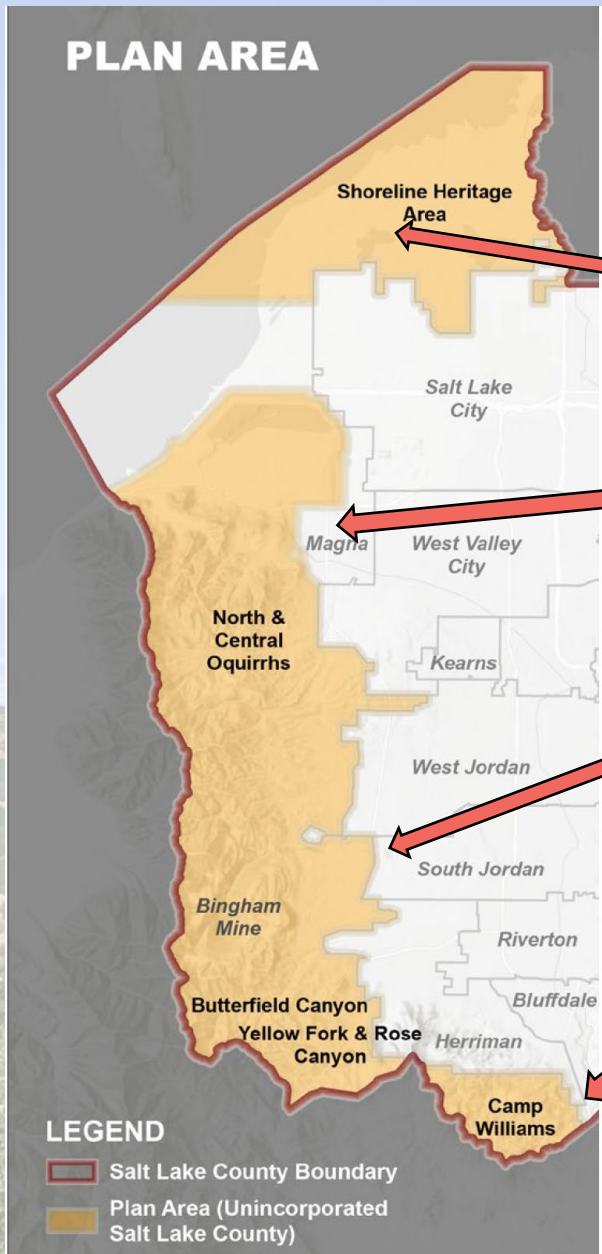 PLAN AREA
Shoreline Heritage
Area
Salt Lake
City
Magna
West Valley
City
North &
Central
Oquirrhs
Kearns
West Jordan
South Jordan
Bingham
Mine
Riverton
Butterfield Canyon
Bluffdale
Yellow Fork & Rose
Canyon
Herriman
Camp
Williams
LEGEND
Salt Lake County Boundary
Plan Area (Unincorporated
Salt Lake County)